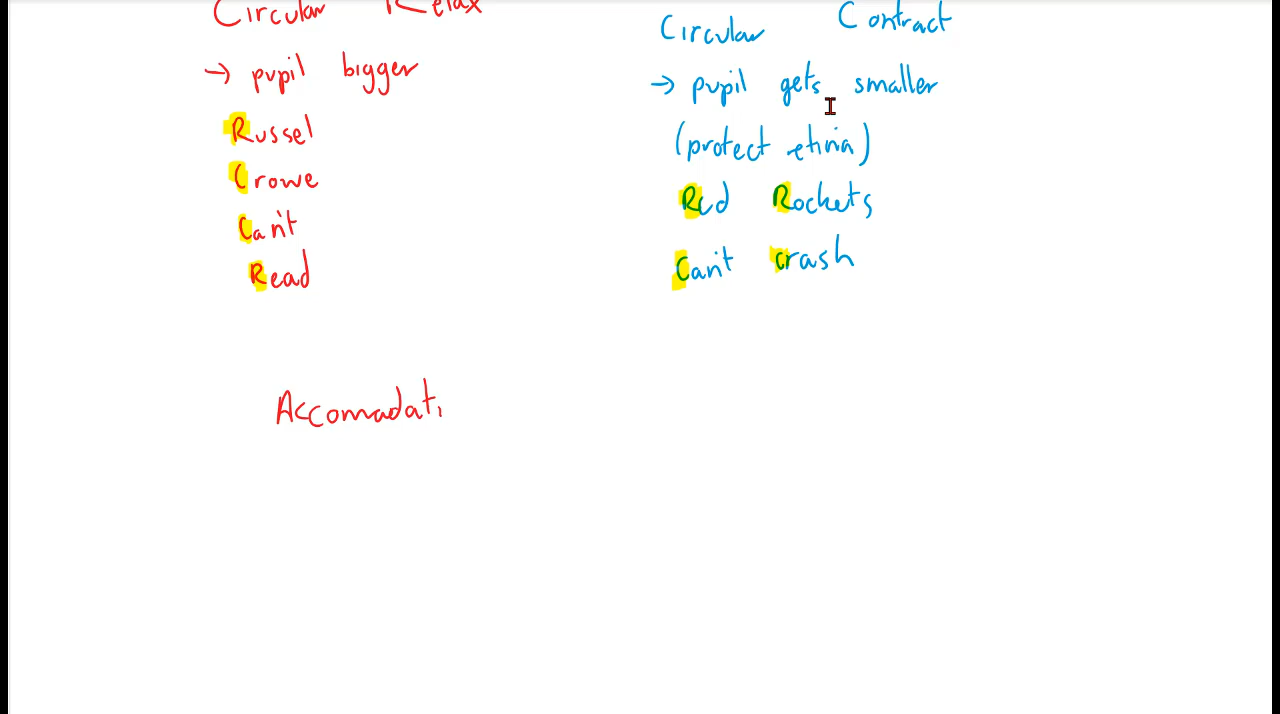 Circular Relax
→ pupil bigger
Russel
Crowe
Can't
Read
Circular Contract
→ pupil gets smaller
(protect etina)
Red Rockets
Can't crash
Accomadati